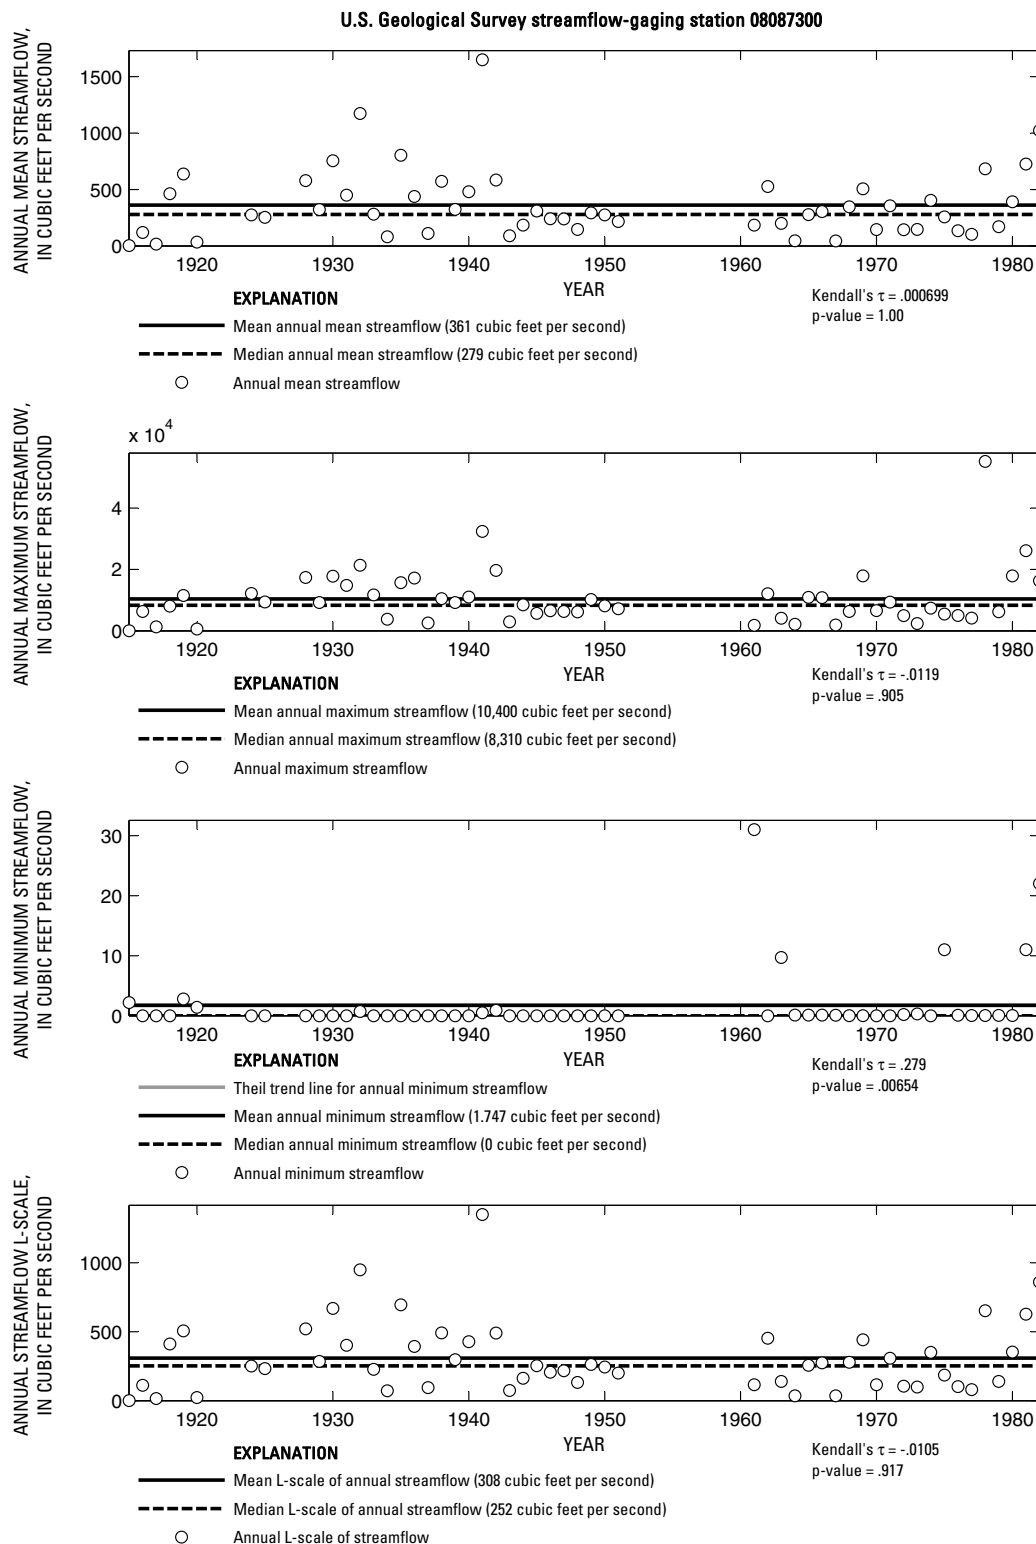 U.S. Geological Survey streamflow-gaging station 08087300
ANNUAL MEAN STREAMFLOW,
IN CUBIC FEET PER SECOND
1500
1000
500
0
1920 1930 1940 1950 1960 1970 1980
YEAR
Kendall's τ = .000699
p-value = 1.00
EXPLANATION
Mean annual mean streamflow (361 cubic feet per second)
Median annual mean streamflow (279 cubic feet per second)
Annual mean streamflow
ANNUAL MAXIMUM STREAMFLOW,
IN CUBIC FEET PER SECOND
x 10⁴
4
2
0
1920 1930 1940 1950 1960 1970 1980
YEAR
Kendall's τ = -.0119
p-value = .905
EXPLANATION
Mean annual maximum streamflow (10,400 cubic feet per second)
Median annual maximum streamflow (8,310 cubic feet per second)
Annual maximum streamflow
ANNUAL MINIMUM STREAMFLOW,
IN CUBIC FEET PER SECOND
30
20
10
0
1920 1930 1940 1950 1960 1970 1980
YEAR
Kendall's τ = .279
p-value = .00654
EXPLANATION
Theil trend line for annual minimum streamflow
Mean annual minimum streamflow (1.747 cubic feet per second)
Median annual minimum streamflow (0 cubic feet per second)
Annual minimum streamflow
ANNUAL STREAMFLOW L-SCALE,
IN CUBIC FEET PER SECOND
1000
500
0
1920 1930 1940 1950 1960 1970 1980
YEAR
Kendall's τ = -.0105
p-value = .917
EXPLANATION
Mean L-scale of annual streamflow (308 cubic feet per second)
Median L-scale of annual streamflow (252 cubic feet per second)
Annual L-scale of streamflow